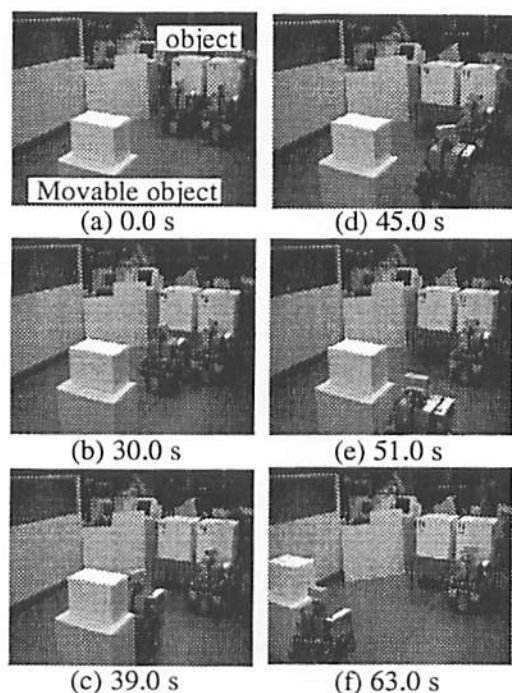 object
Movable object
(a) 0.0 s
(d) 45.0 s
(b) 30.0 s
(e) 51.0 s
(c) 39.0 s
(f) 63.0 s